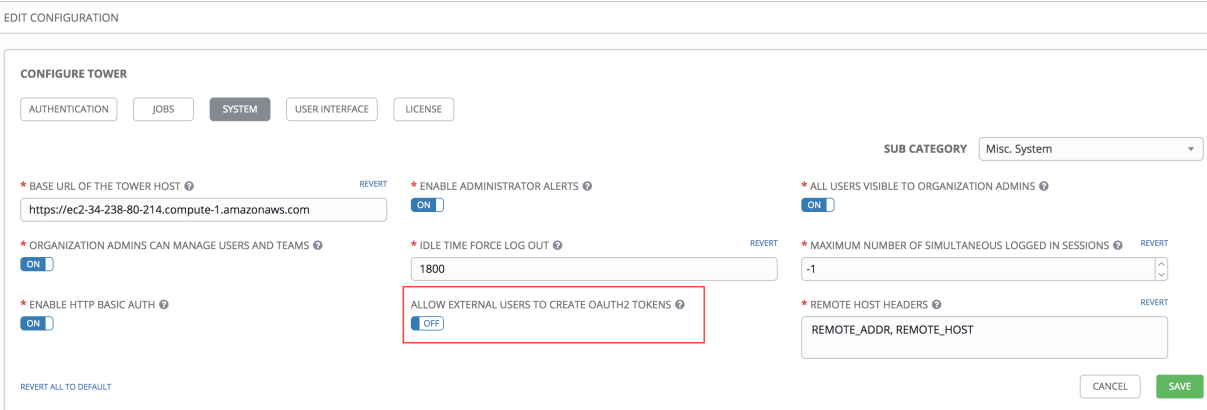 EDIT CONFIGURATION
CONFIGURE TOWER
AUTHENTICATION JOBS SYSTEM USER INTERFACE LICENSE
SUB CATEGORY Misc. System
* BASE URL OF THE TOWER HOST ? REVERT
https://ec2-34-238-80-214.compute-1.amazonaws.com
* ENABLE ADMINISTRATOR ALERTS ?
ON
* ALL USERS VISIBLE TO ORGANIZATION ADMINS ?
ON
* ORGANIZATION ADMINS CAN MANAGE USERS AND TEAMS ?
ON
* IDLE TIME FORCE LOG OUT ? REVERT
1800
* MAXIMUM NUMBER OF SIMULTANEOUS LOGGED IN SESSIONS ? REVERT
-1
* ENABLE HTTP BASIC AUTH ?
ON
ALLOW EXTERNAL USERS TO CREATE OAUTH2 TOKENS ?
OFF
* REMOTE HOST HEADERS ? REVERT
REMOTE_ADDR, REMOTE_HOST
REVERT ALL TO DEFAULT
CANCEL SAVE